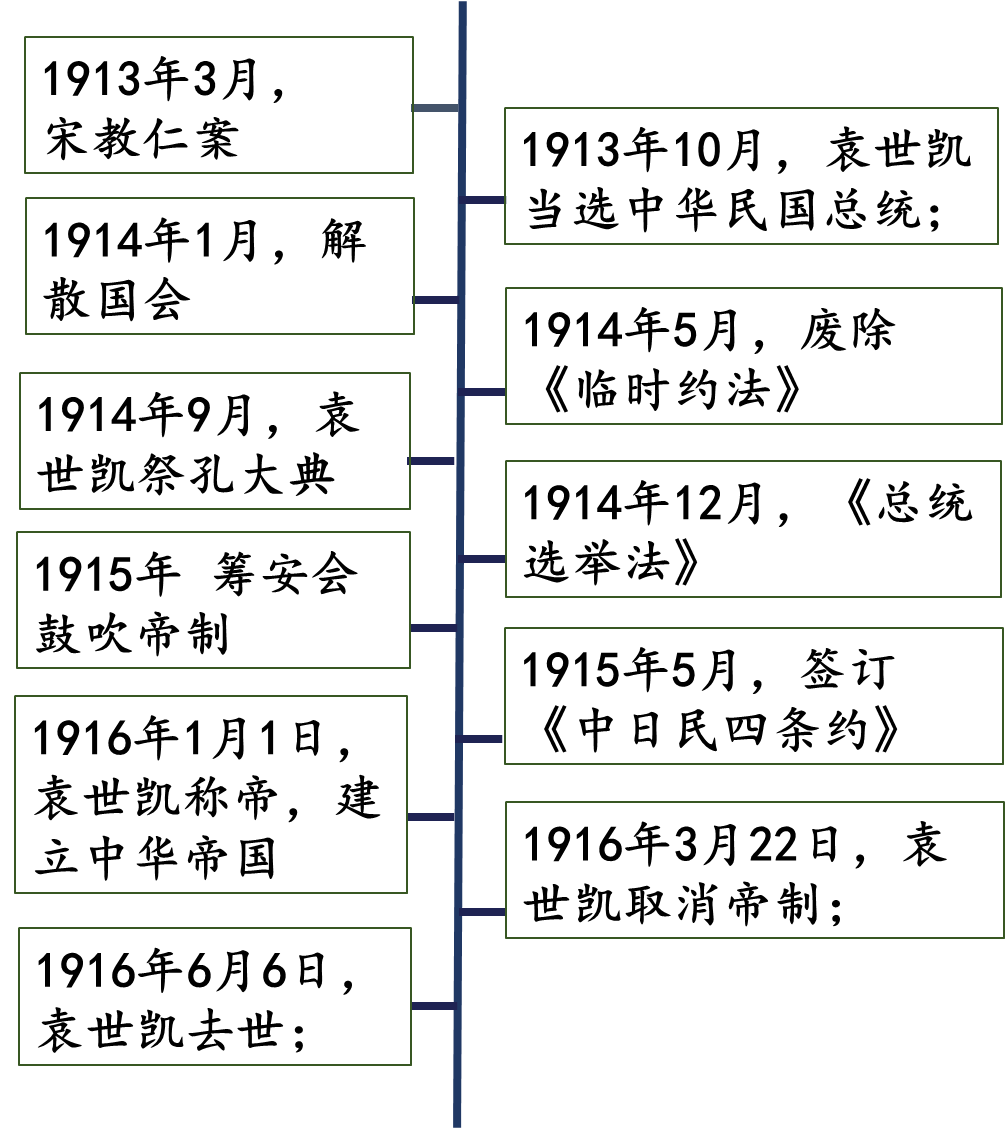 1913年3月，
宋教仁案
1913年10月，袁世凯
当选中华民国总统；
1914年1月，解
散国会
1914年5月，废除
《临时约法》
1914年9月，袁
世凯祭孔大典
1914年12月，《总统
选举法》
1915年 筹安会
鼓吹帝制
1915年5月，签订
《中日民四条约》
1916年1月1日，
袁世凯称帝，建
立中华帝国
1916年3月22日，袁
世凯取消帝制；
1916年6月6日，
袁世凯去世；